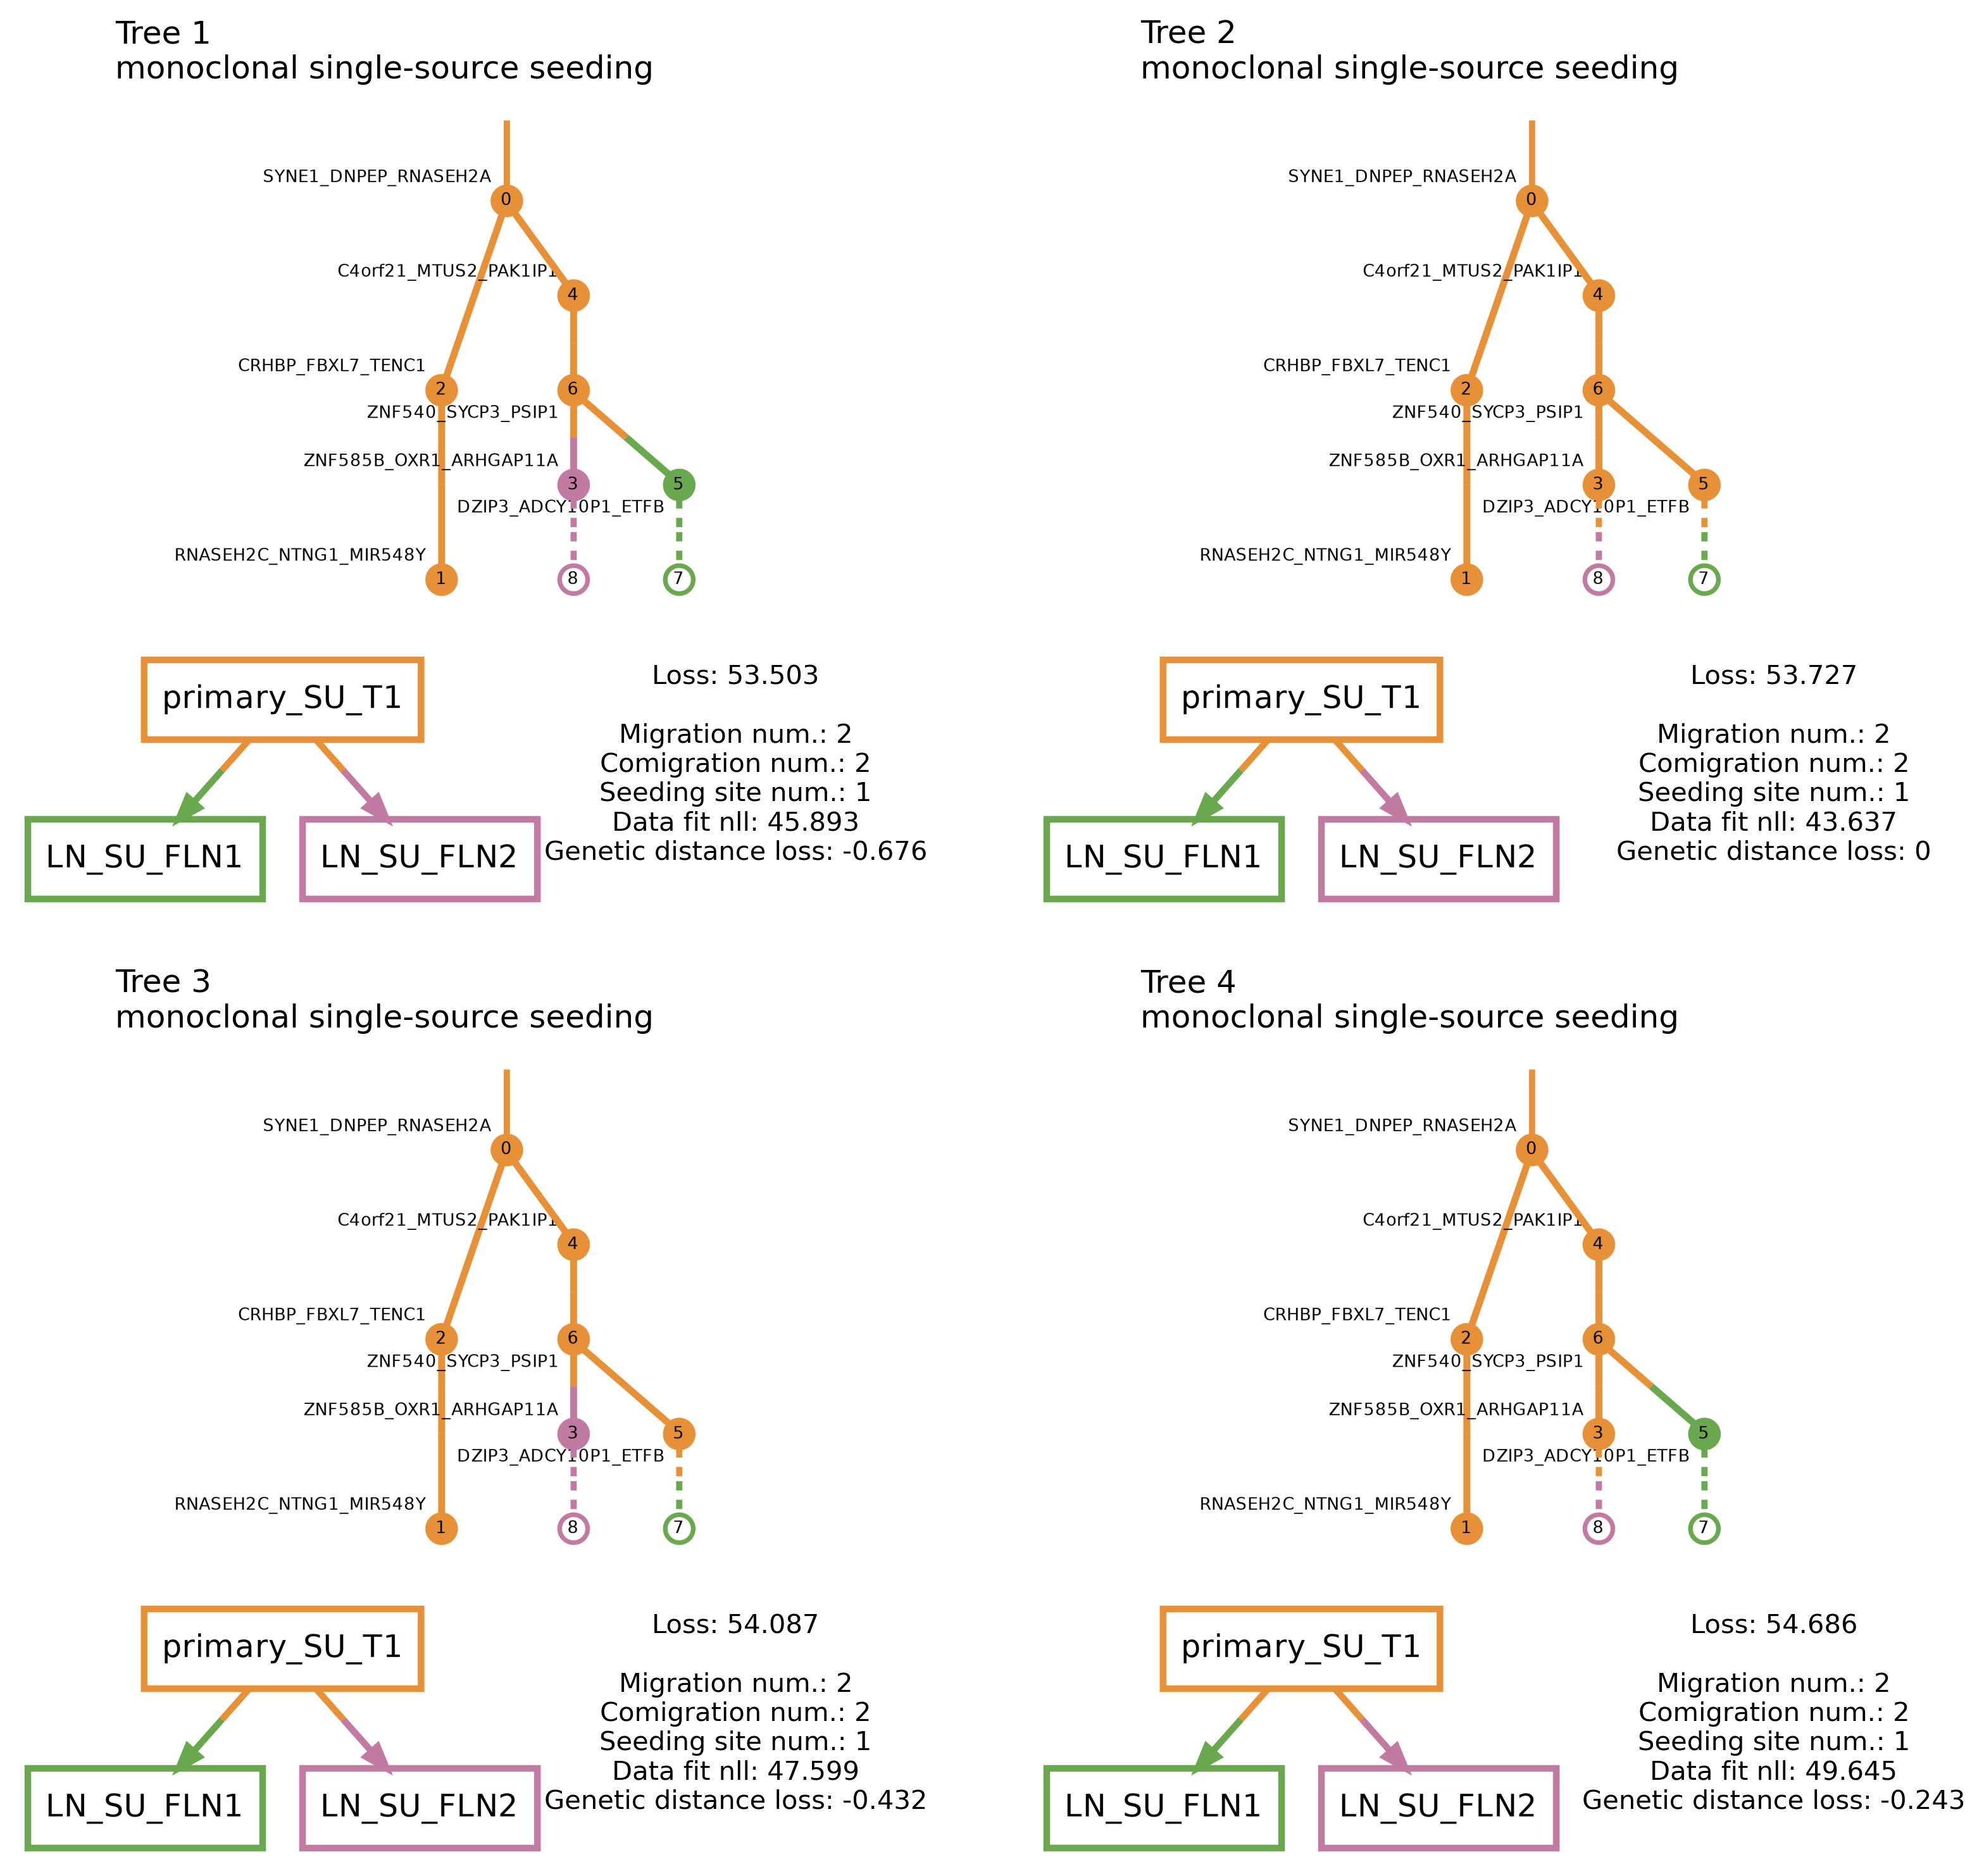 Tree 1
monoclonal single-source seeding
SYNE1_DNPEP_RNASEH2A
0
C4orf21_MTUS2_PAK1IP1
4
CRHBP_FBXL7_TENC1
2
6
ZNF540_SYCP3_PSIP1
ZNF585B_OXR1_ARHGAP11A
3
5
DZIP3_ADCY10P1_ETFB
RNASEH2C_NTNG1_MIR548Y
1
8
7
primary_SU_T1
LN_SU_FLN1
LN_SU_FLN2
Loss: 53.503
Migration num.: 2
Comigration num.: 2
Seeding site num.: 1
Data fit nll: 45.893
Genetic distance loss: -0.676
Tree 2
monoclonal single-source seeding
SYNE1_DNPEP_RNASEH2A
0
C4orf21_MTUS2_PAK1IP1
4
CRHBP_FBXL7_TENC1
2
6
ZNF540_SYCP3_PSIP1
ZNF585B_OXR1_ARHGAP11A
3
5
DZIP3_ADCY10P1_ETFB
RNASEH2C_NTNG1_MIR548Y
1
8
7
primary_SU_T1
LN_SU_FLN1
LN_SU_FLN2
Loss: 53.727
Migration num.: 2
Comigration num.: 2
Seeding site num.: 1
Data fit nll: 43.637
Genetic distance loss: 0
Tree 3
monoclonal single-source seeding
SYNE1_DNPEP_RNASEH2A
0
C4orf21_MTUS2_PAK1IP1
4
CRHBP_FBXL7_TENC1
2
6
ZNF540_SYCP3_PSIP1
ZNF585B_OXR1_ARHGAP11A
3
5
DZIP3_ADCY10P1_ETFB
RNASEH2C_NTNG1_MIR548Y
1
8
7
primary_SU_T1
LN_SU_FLN1
LN_SU_FLN2
Loss: 54.087
Migration num.: 2
Comigration num.: 2
Seeding site num.: 1
Data fit nll: 47.599
Genetic distance loss: -0.432
Tree 4
monoclonal single-source seeding
SYNE1_DNPEP_RNASEH2A
0
C4orf21_MTUS2_PAK1IP1
4
CRHBP_FBXL7_TENC1
2
6
ZNF540_SYCP3_PSIP1
ZNF585B_OXR1_ARHGAP11A
3
5
DZIP3_ADCY10P1_ETFB
RNASEH2C_NTNG1_MIR548Y
1
8
7
primary_SU_T1
LN_SU_FLN1
LN_SU_FLN2
Loss: 54.686
Migration num.: 2
Comigration num.: 2
Seeding site num.: 1
Data fit nll: 49.645
Genetic distance loss: -0.243